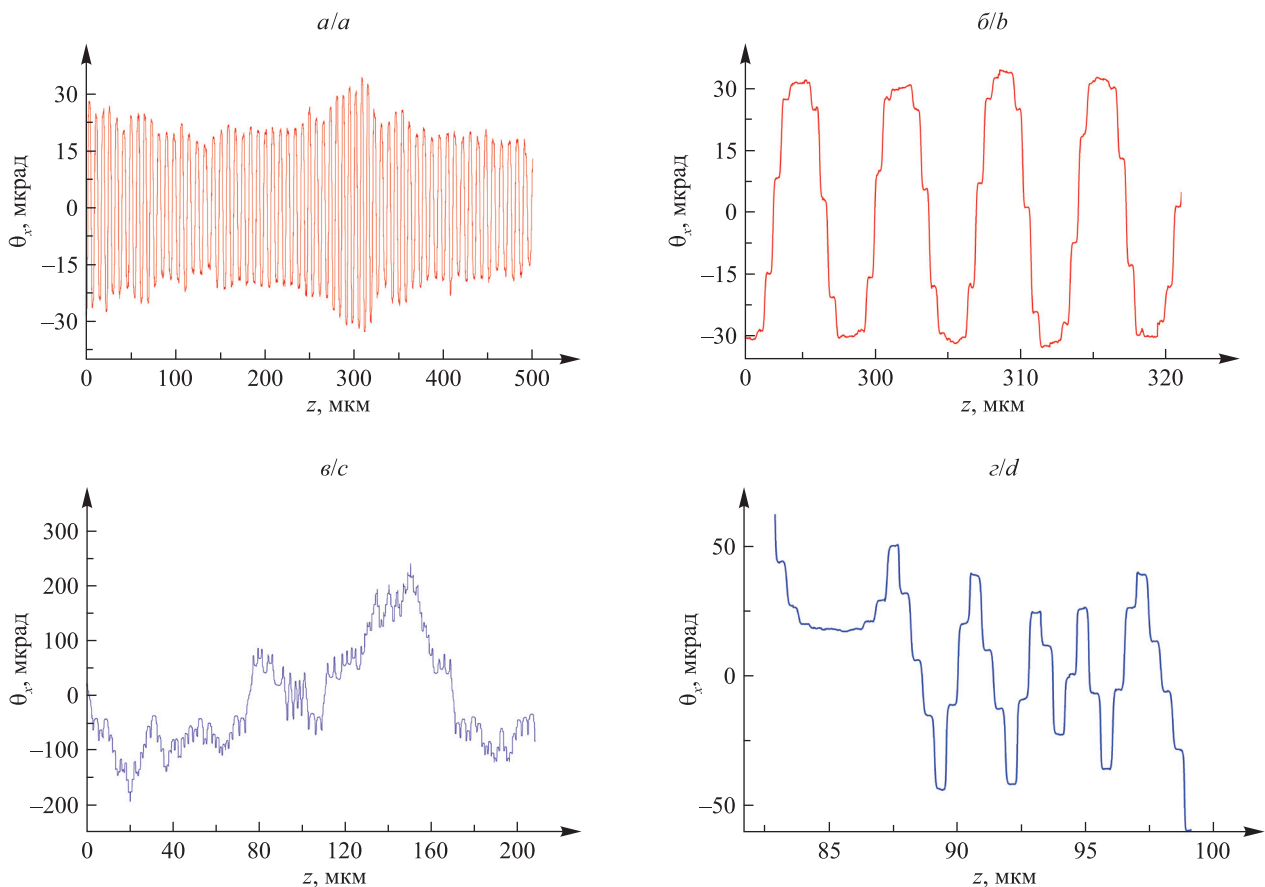 а/a
θx, мкрад
30
15
0
–15
–30
0 100 200 300 400 500
z, мкм
б/b
θx, мкрад
30
15
0
–15
–30
0 300 310 320
z, мкм
в/c
θx, мкрад
300
200
100
0
–100
–200
0 40 80 120 160 200
z, мкм
г/d
θx, мкрад
50
0
–50
85 90 95 100
z, мкм